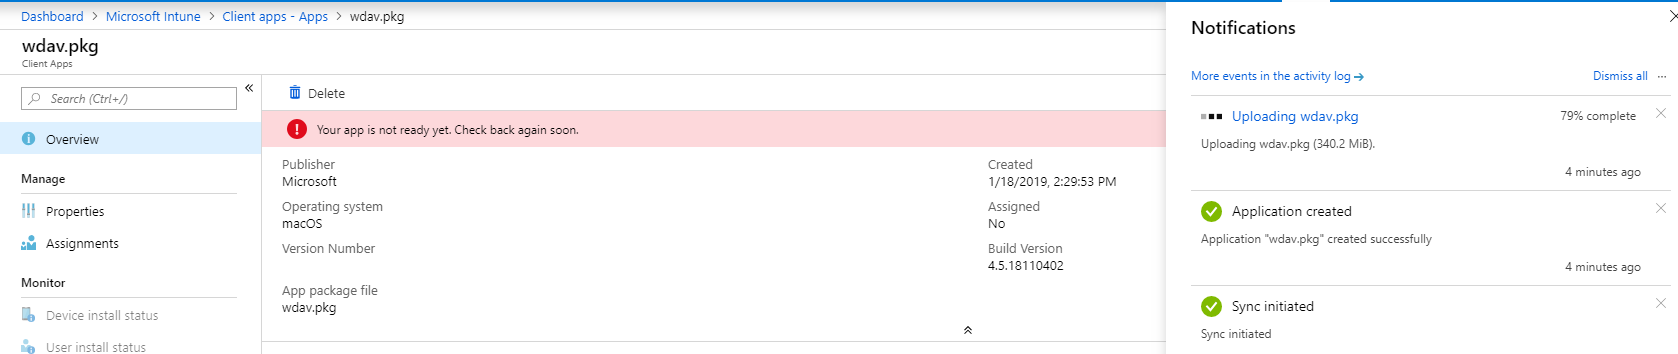 Dashboard > Microsoft Intune > Client apps - Apps > wdav.pkg
wdav.pkg
Client Apps
Search (Ctrl+/)
Overview
Manage
Properties
Assignments
Monitor
Device install status
User install status
Delete
Your app is not ready yet. Check back again soon.
Publisher
Microsoft
Operating system
macOS
Version Number
App package file
wdav.pkg
Created
1/18/2019, 2:29:53 PM
Assigned
No
Build Version
4.5.18110402
Notifications
More events in the activity log →
Dismiss all ...
Uploading wdav.pkg 79% complete
Uploading wdav.pkg (340.2 MiB).
4 minutes ago
Application created
Application "wdav.pkg" created successfully
4 minutes ago
Sync initiated
Sync initiated